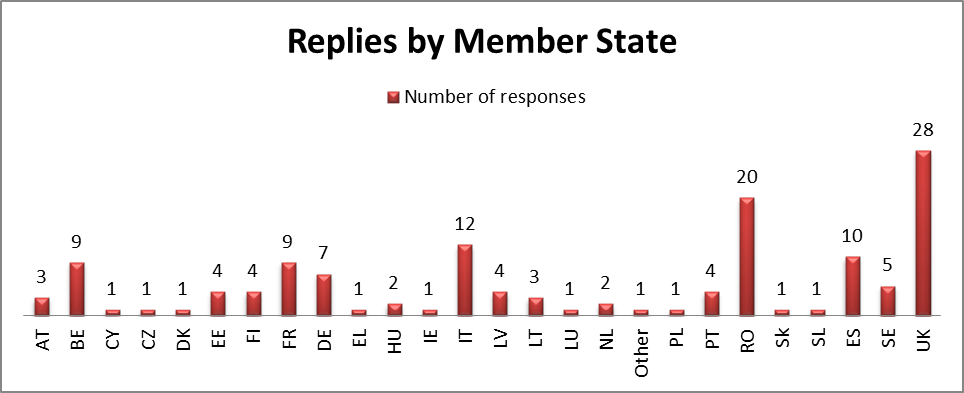 Replies by Member State
Number of responses
3 9 1 1 1 4 4 9 7 1 2 1 12 4 3 1 2 1 1 4 20 1 1 10 5 28
AT BE CY CZ DK EE FI FR DE EL HU IE IT LV LT LU NL Other PL PT RO Sk SL ES SE UK